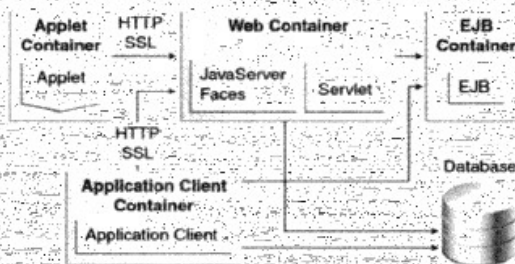 Applet
Container
Applet
HTTP
SSL
Web Container
JavaServer
Faces
Servlet
EJB
Container
EJB
HTTP
SSL
Application Client
Container
Application Client
Database